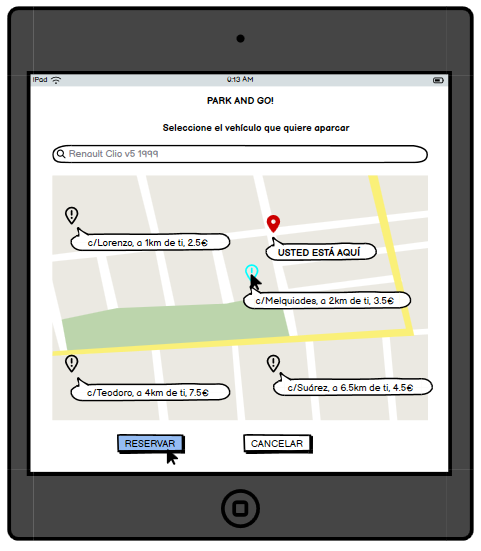 iPad
0:13 AM
PARK AND GO!
Seleccione el vehículo que quiere aparcar
Renault Clio v5 1999
c/Lorenzo, a 1km de ti, 2.5€
USTED ESTÁ AQUÍ
c/Melquiades, a 2km de ti, 3.5€
c/Teodoro, a 4km de ti, 7.5€
c/Suárez, a 6.5km de ti, 4.5€
RESERVAR
CANCELAR